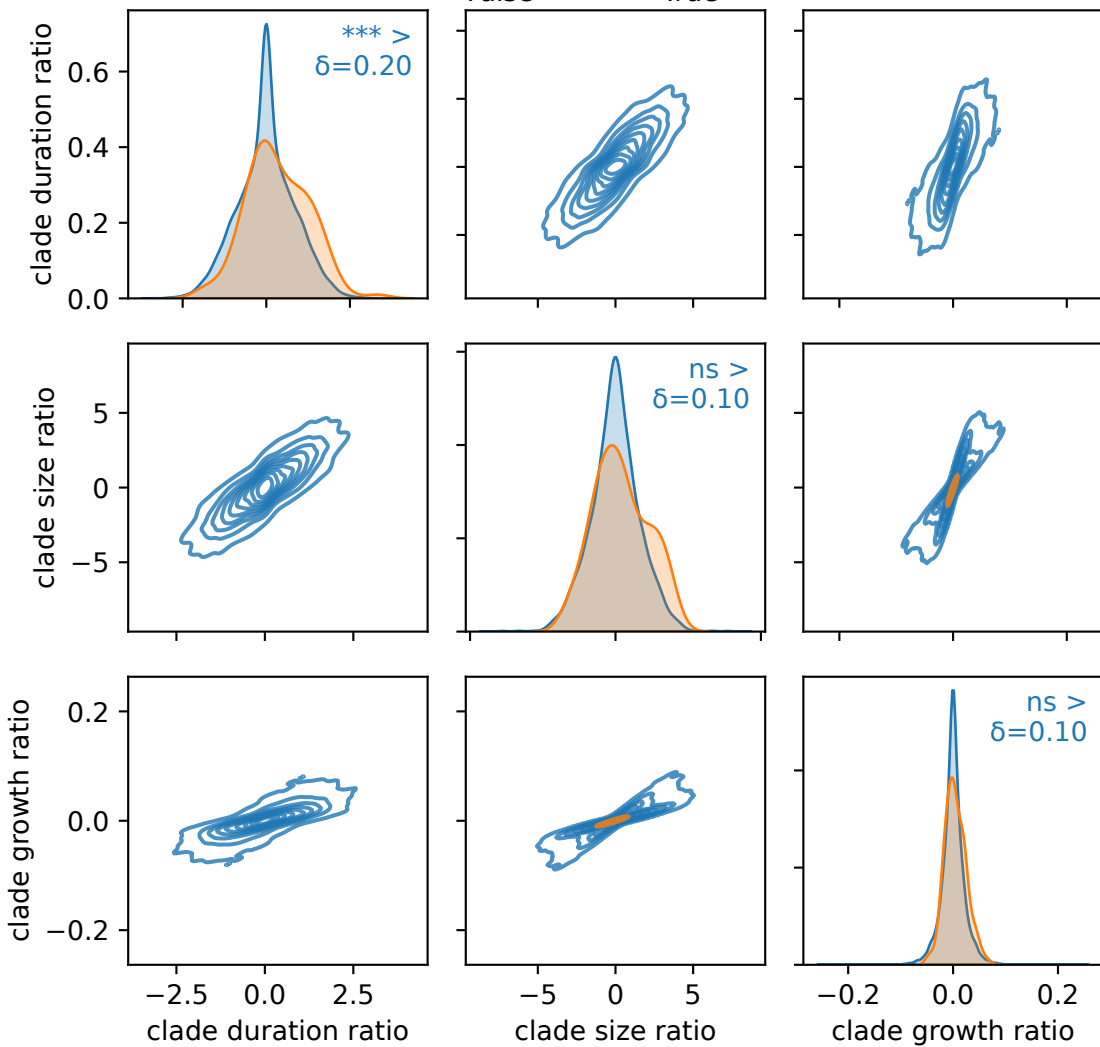 clade duration ratio
0.6
0.4
0.2
0.0
*** >
δ=0.20
clade size ratio
5
0
−5
ns >
δ=0.10
clade growth ratio
0.2
0.0
−0.2
ns >
δ=0.10
−2.5 0.0 2.5
−5 0 5
−0.2 0.0 0.2
clade duration ratio
clade size ratio
clade growth ratio